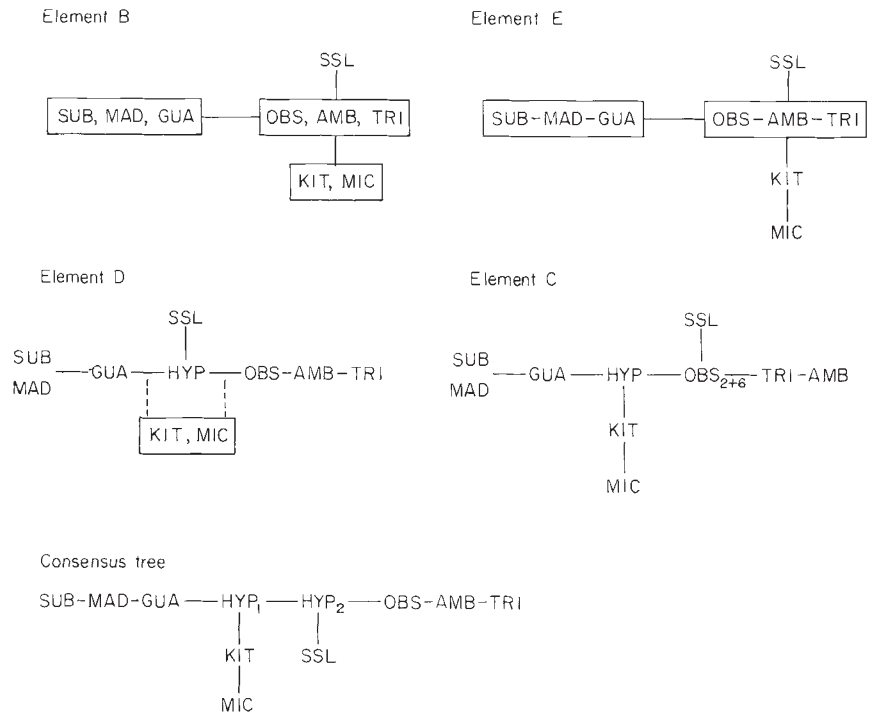 Element B
SSL
SUB, MAD, GUA
OBS, AMB, TRI
KIT, MIC
Element E
SSL
SUB-MAD-GUA
OBS-AMB-TRI
KIT
MIC
Element D
SSL
SUB
MAD
GUA HYP OBS-AMB-TRI
KIT, MIC
Element C
SSL
SUB
MAD
GUA HYP OBS2+6 TRI-AMB
KIT
MIC
Consensus tree
SUB-MAD-GUA HYP1 HYP2 OBS-AMB-TRI
KIT SSL
MIC